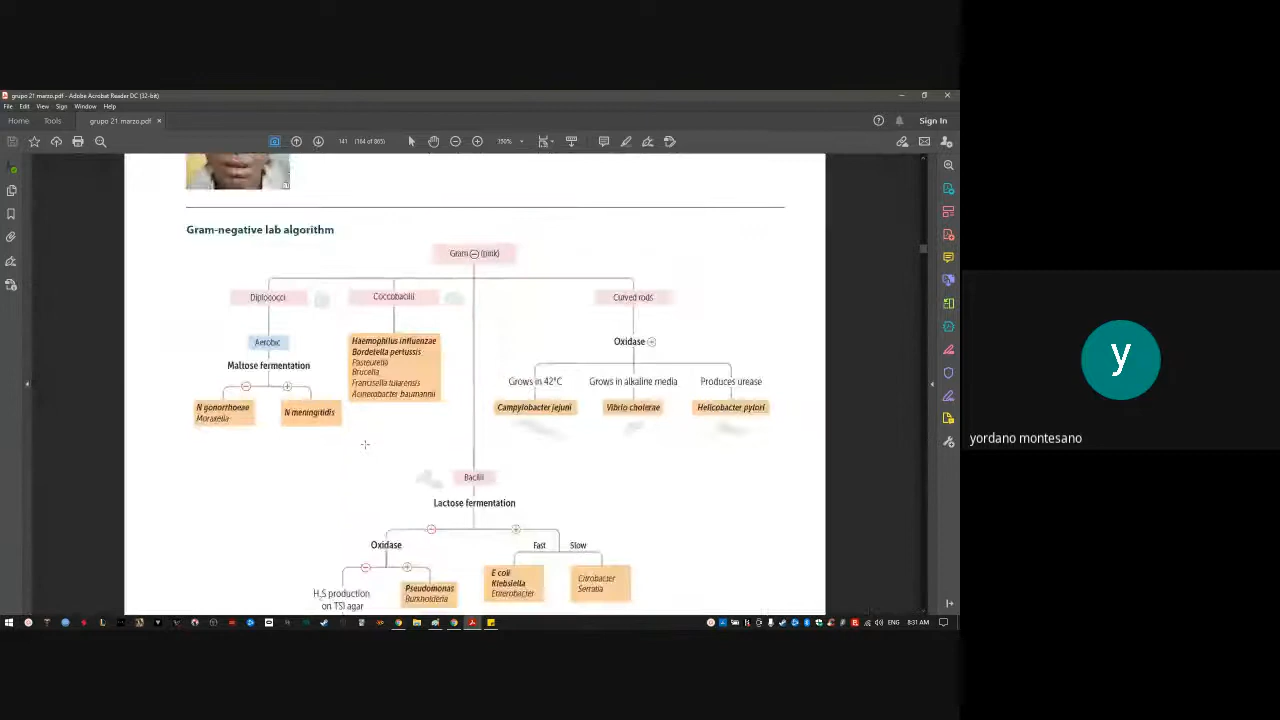 grupo 21 marzo.pdf - Adobe Acrobat Reader DC (32-bit)
File Edit View Sign Window Help
Home Tools grupo 21 marzo.pdf × Sign In
141 (164 of 865)
Gram-negative lab algorithm
Gram ⊖ (pink)
Diplococci Coccobacilli Curved rods
Aerobic
Maltose fermentation
N gonorrhoeae
Moraxella
N meningitidis
Haemophilus influenzae
Bordetella pertussis
Pasteurella
Brucella
Francisella tularensis
Acinetobacter baumannii
Oxidase ⊕
Grows in 42°C Grows in alkaline media Produces urease
Campylobacter jejuni Vibrio cholerae Helicobacter pylori
Bacilli
Lactose fermentation
Oxidase
Fast Slow
H₂S production
on TSI agar
Pseudomonas
Burkholderia
E coli
Klebsiella
Enterobacter
Citrobacter
Serratia
ENG 8:31 AM
y
yordano montesano